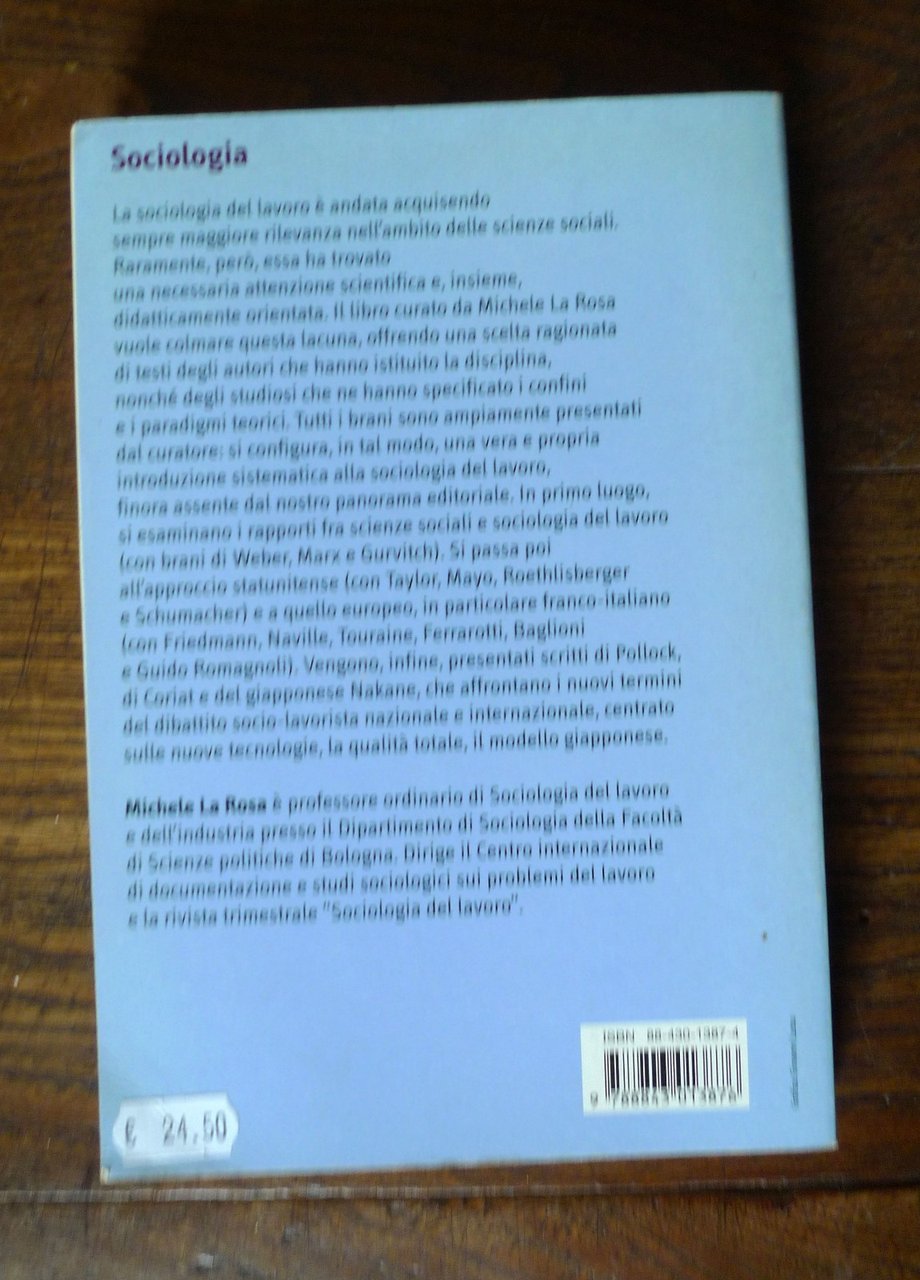 Sociologia
La sociologia del lavoro è andata acquisendo
sempre maggiore rilevanza nell'ambito delle scienze sociali.
Raramente, però, essa ha trovato
una necessaria attenzione scientifica e, insieme,
didatticamente orientata. Il libro curato da Michele La Rosa
vuole colmare questa lacuna, offrendo una scelta ragionata
di testi degli autori che hanno istituito la disciplina,
nonché degli studiosi che ne hanno specificato i confini
e i paradigmi teorici. Tutti i brani sono ampiamente presentati
dal curatore: si configura, in tal modo, una vera e propria
introduzione sistematica alla sociologia del lavoro,
finora assente dal nostro panorama editoriale. In primo luogo,
si esaminano i rapporti fra scienze sociali e sociologia del lavoro
(con brani di Weber, Marx e Gurvitch). Si passa poi
all'approccio statunitense (con Taylor, Mayo, Roethlisberger
e Schumacher) e a quello europeo, in particolare franco-italiano
(con Friedmann, Naville, Touraine, Ferrarotti, Baglioni
e Guido Romagnoli). Vengono, infine, presentati scritti di Pollock,
di Coriat e del giapponese Nakane, che affrontano i nuovi termini
del dibattito socio-lavorista nazionale e internazionale, centrato
sulle nuove tecnologie, la qualità totale, il modello giapponese.
Michele La Rosa è professore ordinario di Sociologia del lavoro
e dell'industria presso il Dipartimento di Sociologia della Facoltà
di Scienze politiche di Bologna. Dirige il Centro internazionale
di documentazione e studi sociologici sui problemi del lavoro
e la rivista trimestrale "Sociologia del lavoro".
ISBN 88-430-1387-4
9 788843 013876
€ 24,50